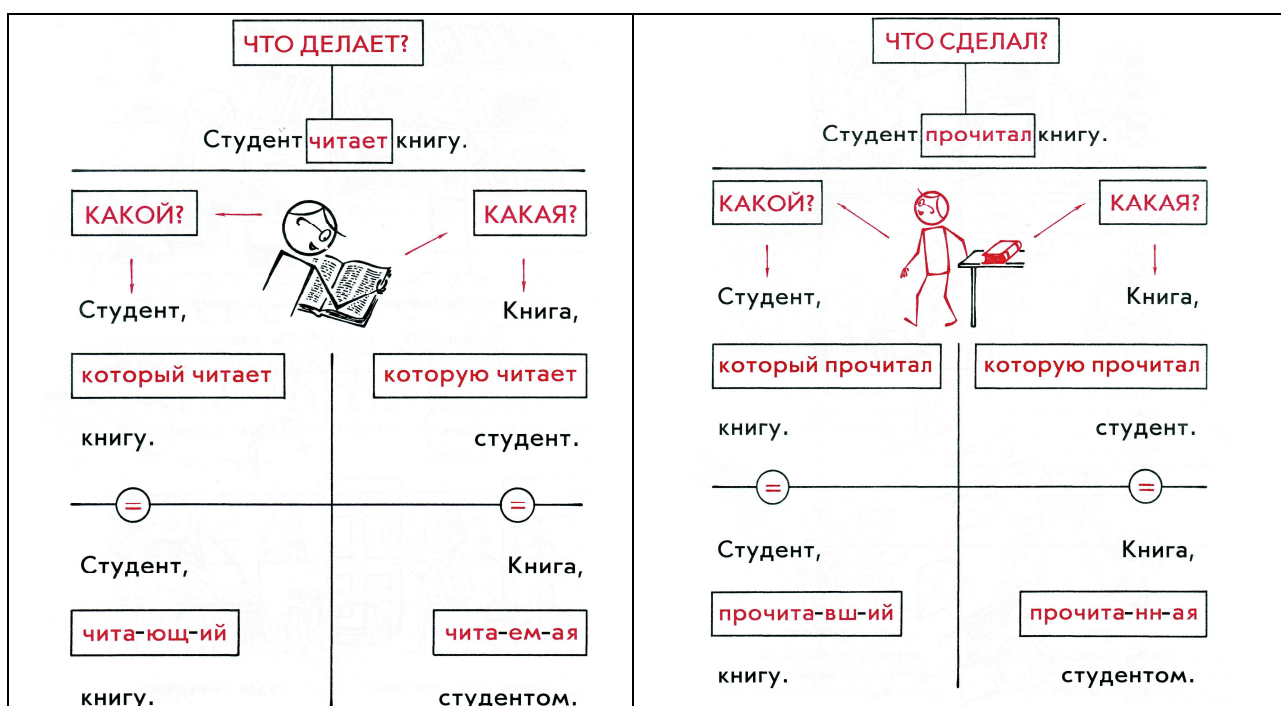 ЧТО ДЕЛАЕТ?
Студент читает книгу.
КАКОЙ?
КАКАЯ?
Студент,
Книга,
который читает
которую читает
книгу.
студент.
=
=
Студент,
Книга,
чита-ющ-ий
чита-ем-ая
книгу.
студентом.
ЧТО СДЕЛАЛ?
Студент прочитал книгу.
КАКОЙ?
КАКАЯ?
Студент,
Книга,
который прочитал
которую прочитал
книгу.
студент.
=
=
Студент,
Книга,
прочита-вш-ий
прочита-нн-ая
книгу.
студентом.